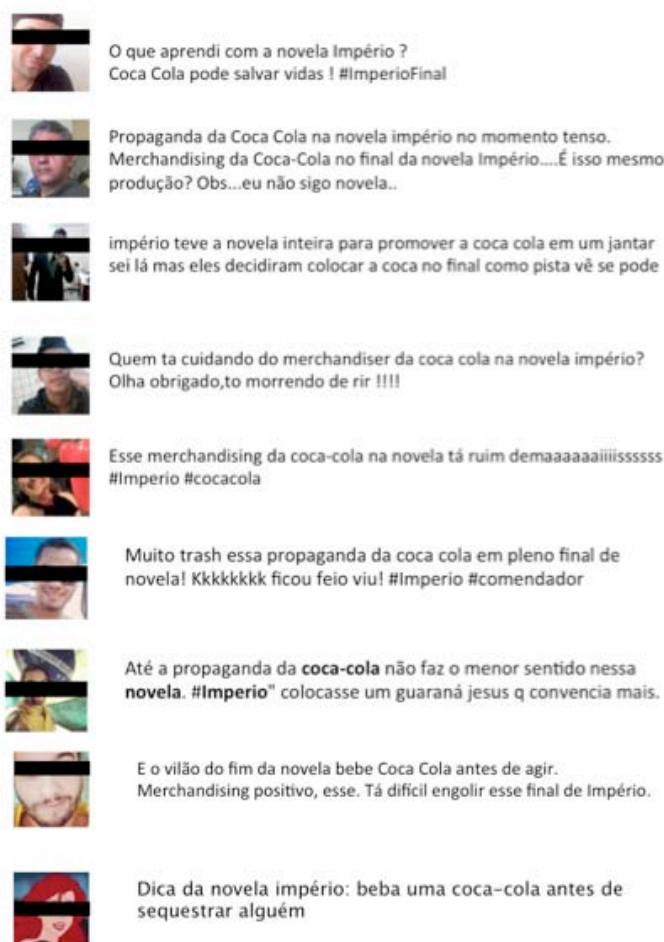 O que aprendi com a novela Império ?
Coca Cola pode salvar vidas ! #ImperioFinal
Propaganda da Coca Cola na novela império no momento tenso.
Merchandising da Coca-Cola no final da novela Império....É isso mesmo
produção? Obs...eu não sigo novela..
império teve a novela inteira para promover a coca cola em um jantar
sei lá mas eles decidiram colocar a coca no final como pista vê se pode
Quem ta cuidando do merchandiser da coca cola na novela império?
Olha obrigado,to morrendo de rir !!!!
Esse merchandising da coca-cola na novela tá ruim demaaaaaaiiiissssss
#Imperio #cocacola
Muito trash essa propaganda da coca cola em pleno final de
novela! Kkkkkkkk ficou feio viu! #Imperio #comendador
Até a propaganda da coca-cola não faz o menor sentido nessa
novela. #Imperio" colocasse um guaraná jesus q convencia mais.
E o vilão do fim da novela bebe Coca Cola antes de agir.
Merchandising positivo, esse. Tá difícil engolir esse final de Império.
Dica da novela império: beba uma coca-cola antes de
sequestrar alguém